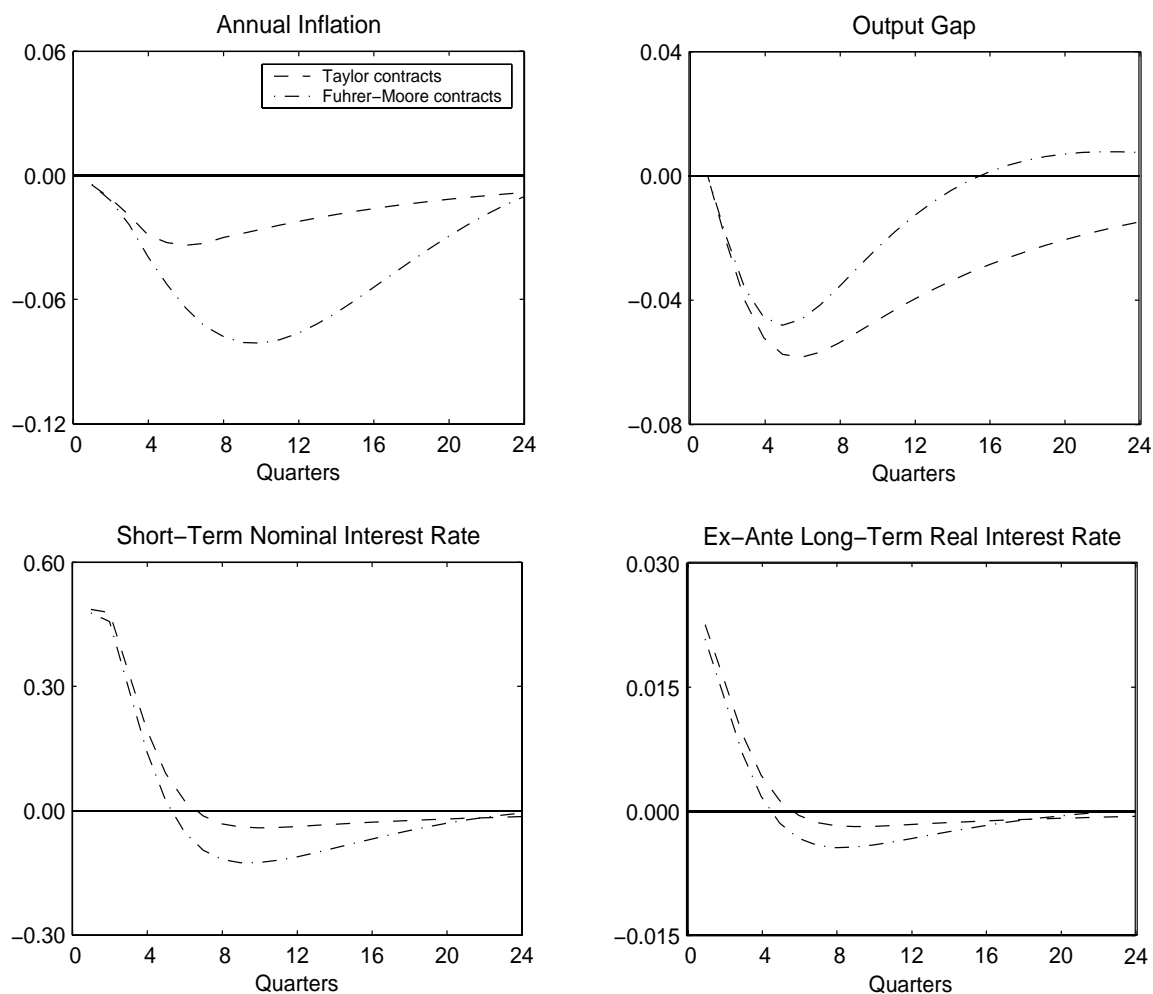 Annual Inflation
0.06
0.00
−0.06
−0.12
Taylor contracts
Fuhrer−Moore contracts
0 4 8 12 16 20 24
Quarters
Output Gap
0.04
0.00
−0.04
−0.08
0 4 8 12 16 20 24
Quarters
Short−Term Nominal Interest Rate
0.60
0.30
0.00
−0.30
0 4 8 12 16 20 24
Quarters
Ex−Ante Long−Term Real Interest Rate
0.030
0.015
0.000
−0.015
0 4 8 12 16 20 24
Quarters